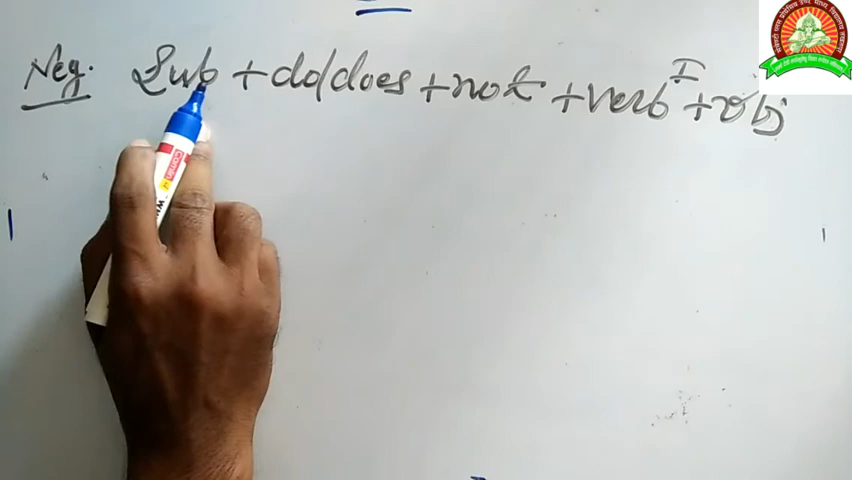 Neg. Sub + do/does + not + verb I + obj